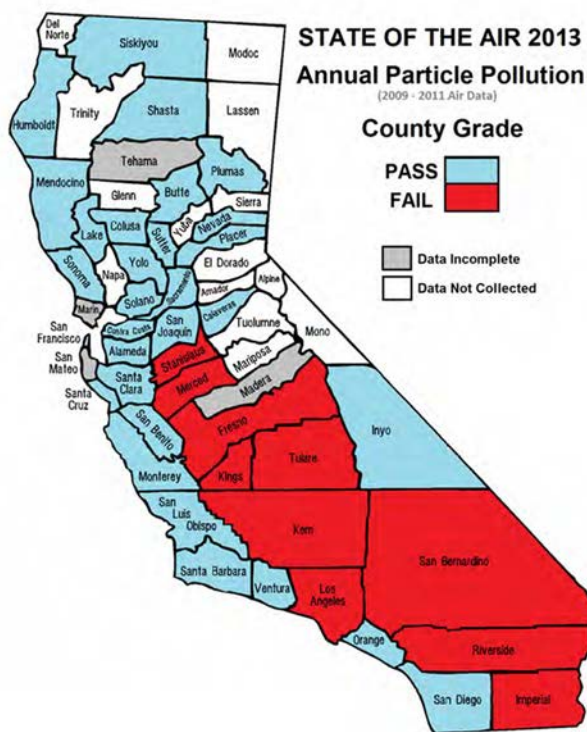 STATE OF THE AIR 2013
Annual Particle Pollution
(2009 - 2011 Air Data)
County Grade
PASS
FAIL
Data Incomplete
Data Not Collected
Del
Norte
Siskiyou
Modoc
Humboldt
Trinity
Shasta
Lassen
Tehama
Mendocino
Plumas
Glenn
Butte
Sierra
Lake
Colusa
Sutter
Yuba
Nevada
Placer
Sonoma
Napa
Yolo
El Dorado
Marin
Solano
Sacramento
Amador
Alpine
San
Francisco
Contra Costa
San
Joaquin
Calaveras
Tuolumne
Mono
San
Mateo
Alameda
Stanislaus
Mariposa
Santa
Cruz
Santa
Clara
Merced
Madera
San Benito
Fresno
Inyo
Monterey
Kings
Tulare
San
Luis
Obispo
Kern
San Bernardino
Santa Barbara
Ventura
Los
Angeles
Orange
Riverside
San Diego
Imperial